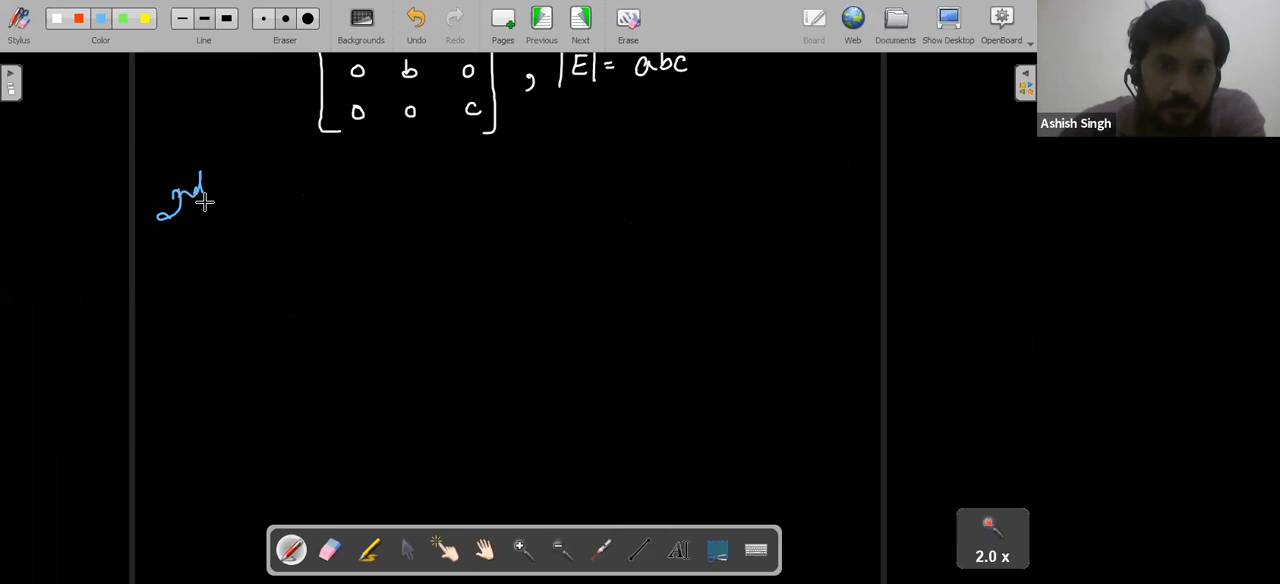 Stylus Color Line Eraser Backgrounds Undo Redo Pages Previous Next Erase Board Web Documents Show Desktop OpenBoard
0 b 0 , |E| = abc
0 0 c
Ashish Singh
2nd
2.0 x